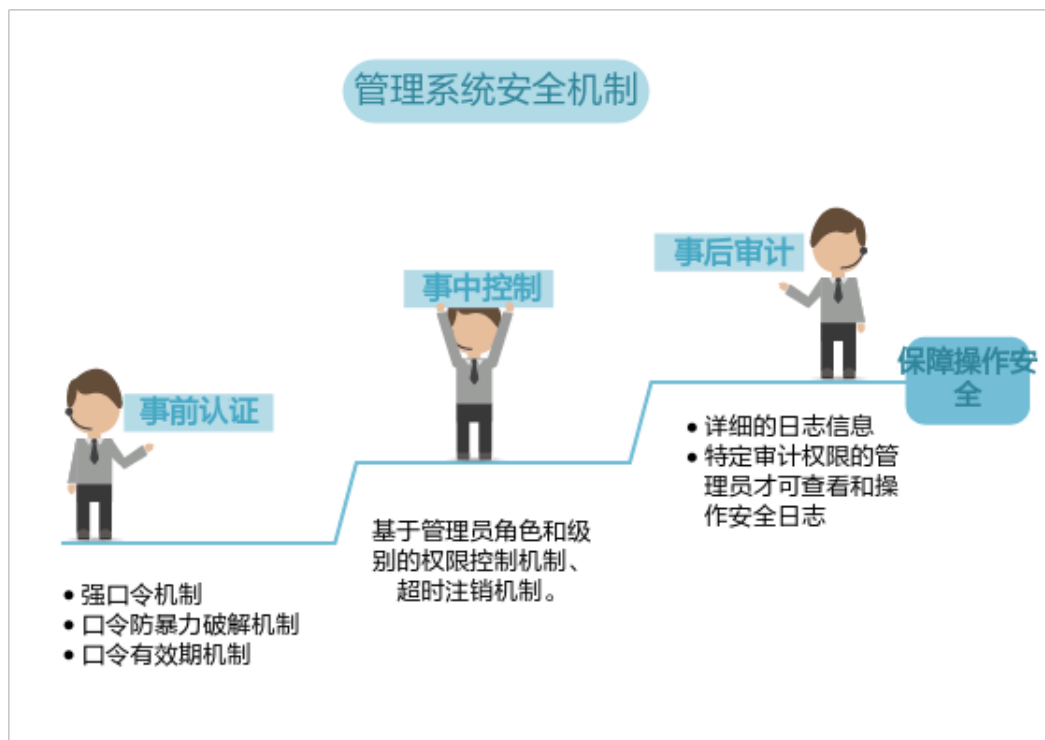 管理系统安全机制
事前认证
• 强口令机制
• 口令防暴力破解机制
• 口令有效期机制
事中控制
基于管理员角色和级
别的权限控制机制、
超时注销机制。
事后审计
• 详细的日志信息
• 特定审计权限的管
理员才可查看和操
作安全日志
保障操作安
全